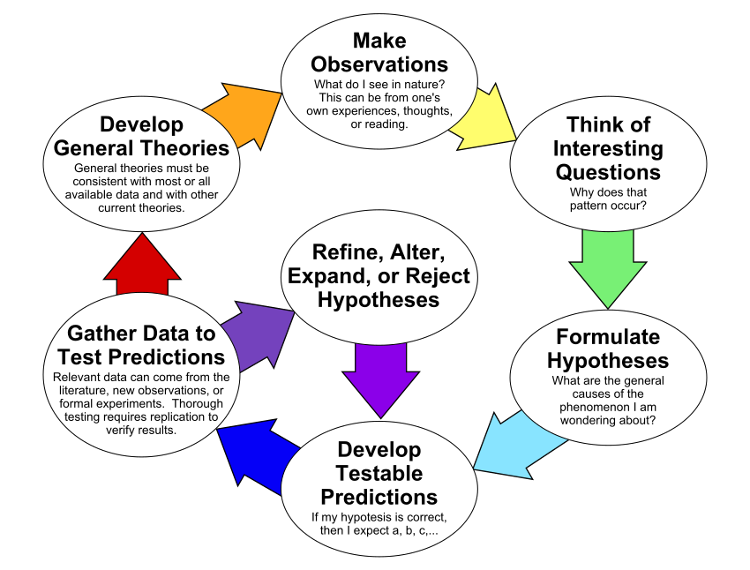 Make
Observations
What do I see in nature?
This can be from one's
own experiences, thoughts,
or reading.
Think of
Interesting
Questions
Why does that
pattern occur?
Formulate
Hypotheses
What are the general
causes of the
phenomenon I am
wondering about?
Develop
Testable
Predictions
If my hypotesis is correct,
then I expect a, b, c,...
Gather Data to
Test Predictions
Relevant data can come from the
literature, new observations, or
formal experiments.  Thorough
testing requires replication to
verify results.
Refine, Alter,
Expand, or Reject
Hypotheses
Develop
General Theories
General theories must be
consistent with most or all
available data and with other
current theories.